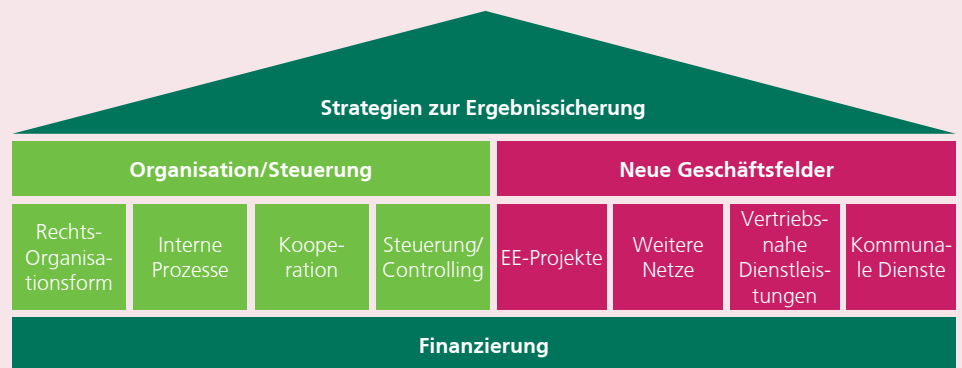 Strategien zur Ergebnissicherung
Organisation/Steuerung
Neue Geschäftsfelder
Rechts-
Organisa-
tionsform
Interne
Prozesse
Koope-
ration
Steuerung/
Controlling
EE-Projekte
Weitere
Netze
Vertriebs-
nahe
Dienstleis-
tungen
Kommuna-
le Dienste
Finanzierung